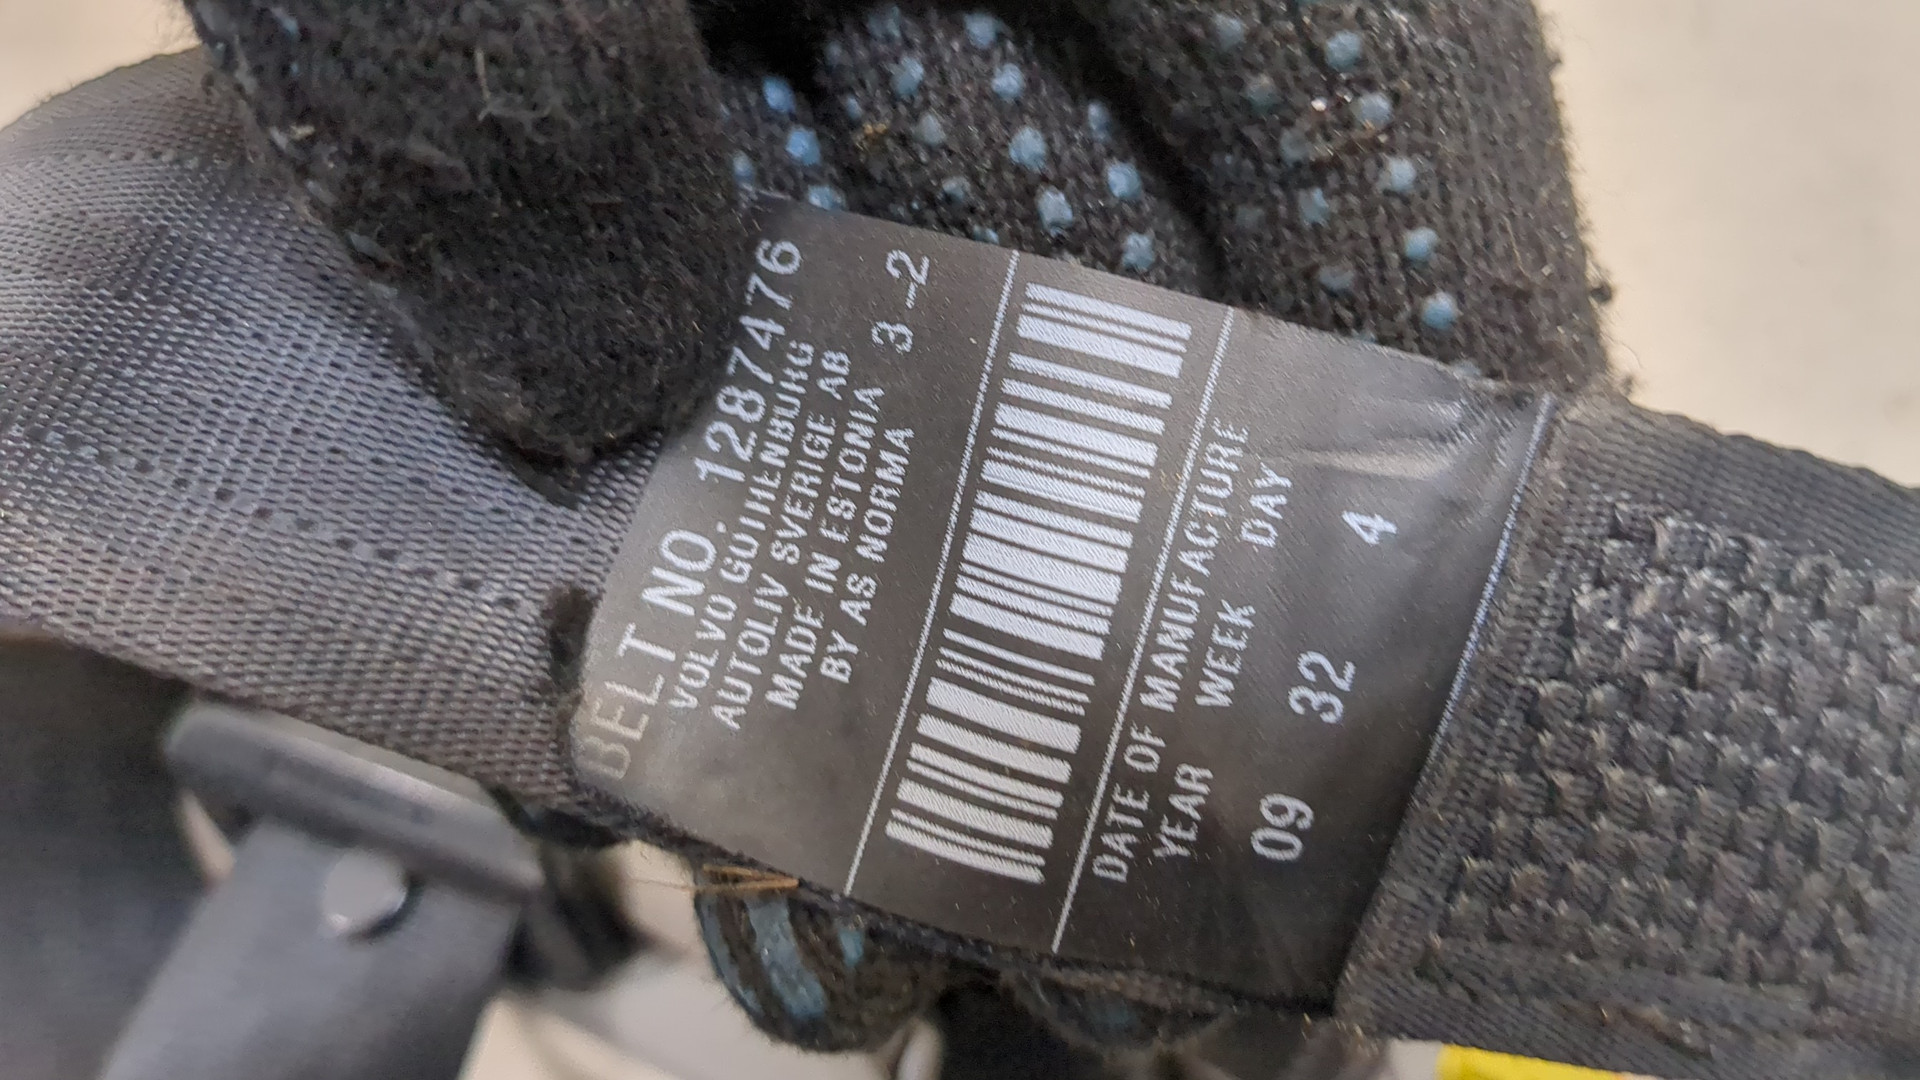 BELT NO. 1287476
VOLVO GOTHENBURG
AUTOLIV SVERIGE AB
MADE IN ESTONIA
BY AS NORMA 3-2
DATE OF MANUFACTURE
YEAR WEEK DAY
09 32 4